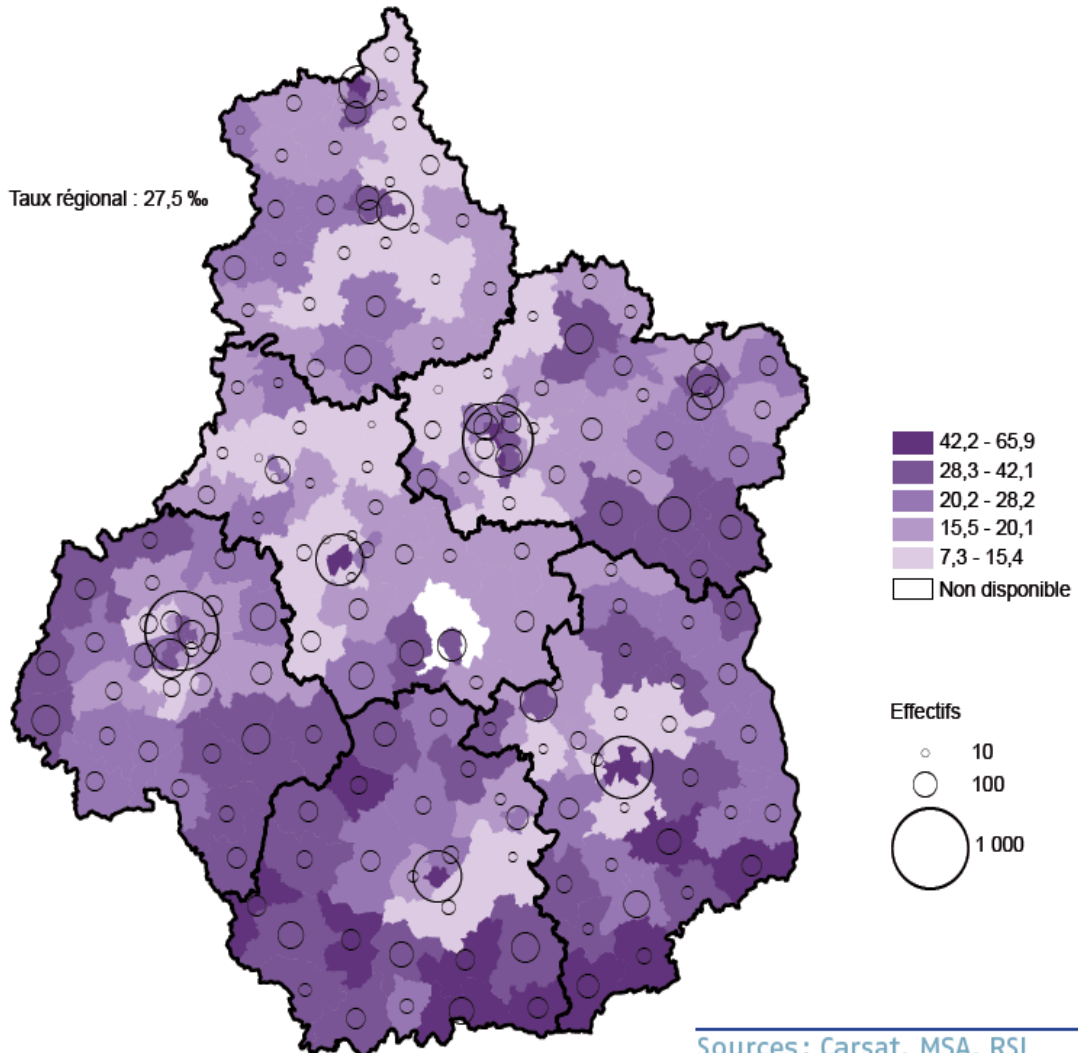 Taux régional : 27,5 ‰
42,2 - 65,9
28,3 - 42,1
20,2 - 28,2
15,5 - 20,1
7,3 - 15,4
Non disponible
Effectifs
10
100
1 000
Sources: Carsat, MSA, RSI